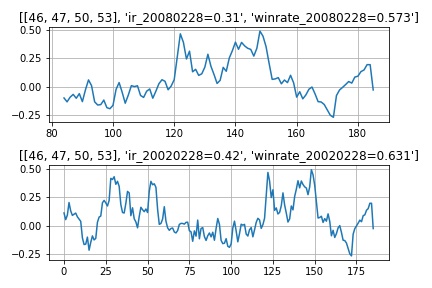 [[46, 47, 50, 53], 'ir_20080228=0.31', 'winrate_20080228=0.573']
0.50
0.25
0.00
−0.25
80 100 120 140 160 180
[[46, 47, 50, 53], 'ir_20020228=0.42', 'winrate_20020228=0.631']
0.50
0.25
0.00
−0.25
0 25 50 75 100 125 150 175